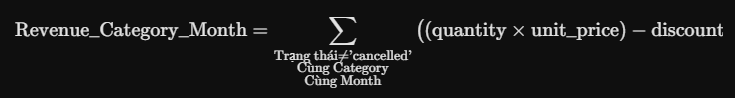 Revenue_Category_Month = ∑ ((quantity × unit_price) − discount
Trạng thái≠'cancelled'
Cùng Category
Cùng Month